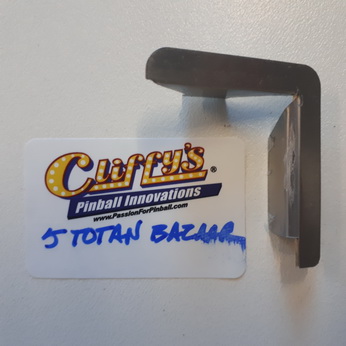 Cliffy's ®
Pinball Innovations
www.PassionForPinball.com
5 TOTAN BAZAAR